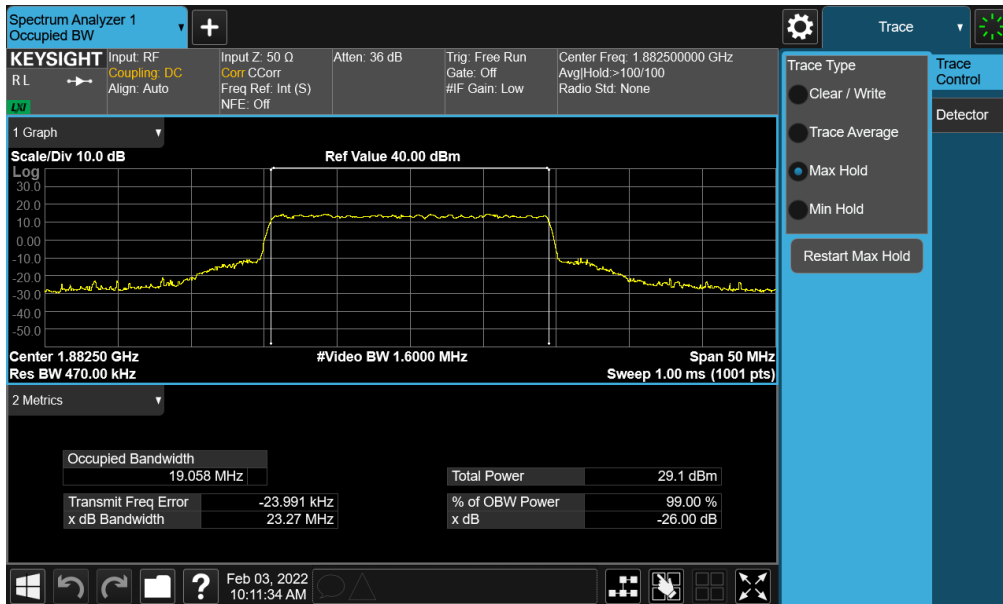 Spectrum Analyzer 1
Occupied BW
+
Trace
KEYSIGHT
R L
LXI
Input: RF
Coupling: DC
Align: Auto
Input Z: 50 Ω
Corr CCorr
Freq Ref: Int (S)
NFE: Off
Atten: 36 dB
Trig: Free Run
Gate: Off
#IF Gain: Low
Center Freq: 1.882500000 GHz
Avg|Hold:>100/100
Radio Std: None
Trace Type
Clear / Write
Trace Average
Max Hold
Min Hold
Restart Max Hold
Trace
Control
Detector
1 Graph
Scale/Div 10.0 dB
Ref Value 40.00 dBm
Log
30.0
20.0
10.0
0.00
-10.0
-20.0
-30.0
-40.0
-50.0
Center 1.88250 GHz
#Video BW 1.6000 MHz
Span 50 MHz
Res BW 470.00 kHz
Sweep 1.00 ms (1001 pts)
2 Metrics
Occupied Bandwidth
19.058 MHz
Total Power 29.1 dBm
Transmit Freq Error -23.991 kHz
% of OBW Power 99.00 %
x dB Bandwidth 23.27 MHz
x dB -26.00 dB
?
Feb 03, 2022
10:11:34 AM